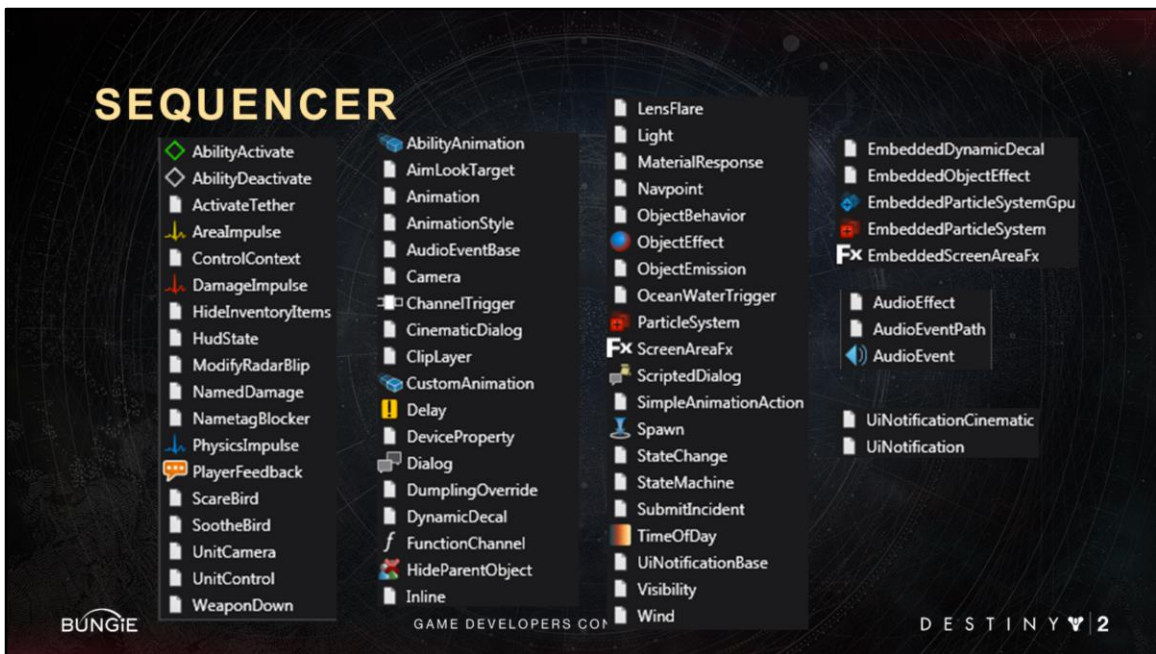 SEQUENCER
AbilityActivate
AbilityDeactivate
ActivateTether
AreaImpulse
ControlContext
DamageImpulse
HideInventoryItems
HudState
ModifyRadarBlip
NamedDamage
NametagBlocker
PhysicsImpulse
PlayerFeedback
ScareBird
SootheBird
UnitCamera
UnitControl
WeaponDown
AbilityAnimation
AimLookTarget
Animation
AnimationStyle
AudioEventBase
Camera
ChannelTrigger
CinematicDialog
ClipLayer
CustomAnimation
Delay
DeviceProperty
Dialog
DumplingOverride
DynamicDecal
FunctionChannel
HideParentObject
Inline
LensFlare
Light
MaterialResponse
Navpoint
ObjectBehavior
ObjectEffect
ObjectEmission
OceanWaterTrigger
ParticleSystem
Fx ScreenAreaFx
ScriptedDialog
SimpleAnimationAction
Spawn
StateChange
StateMachine
SubmitIncident
TimeOfDay
UiNotificationBase
Visibility
Wind
EmbeddedDynamicDecal
EmbeddedObjectEffect
EmbeddedParticleSystemGpu
EmbeddedParticleSystem
Fx EmbeddedScreenAreaFx
AudioEffect
AudioEventPath
AudioEvent
UiNotificationCinematic
UiNotification
BUNGiE
GAME DEVELOPERS CON
DESTINY 2